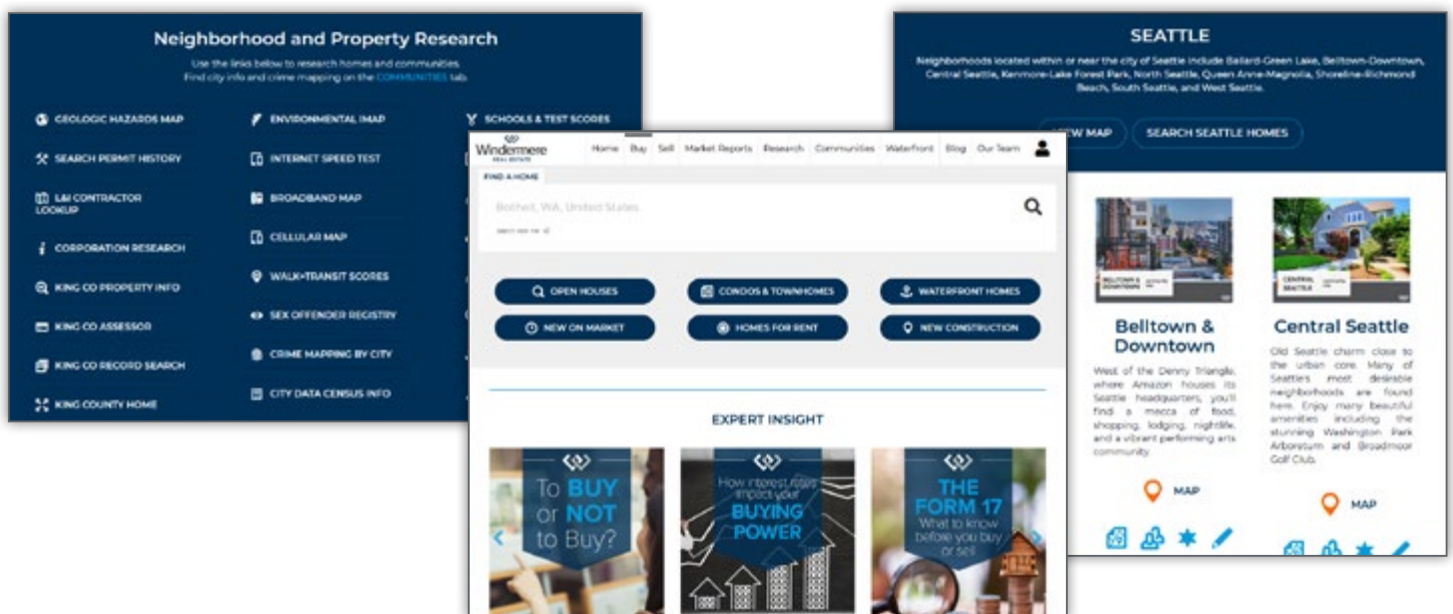 Neighborhood and Property Research
Use the links below to research homes and communities.
Find city info and crime mapping on the COMMUNITIES tab.
GEOLOGIC HAZARDS MAP
SEARCH PERMIT HISTORY
L&I CONTRACTOR
LOOKUP
CORPORATION RESEARCH
KING CO PROPERTY INFO
KING CO ASSESSOR
KING CO RECORD SEARCH
KING COUNTY HOME
ENVIRONMENTAL IMAP
INTERNET SPEED TEST
BROADBAND MAP
CELLULAR MAP
WALK+TRANSIT SCORES
SEX OFFENDER REGISTRY
CRIME MAPPING BY CITY
CITY DATA CENSUS INFO
SCHOOLS & TEST SCORES
Windermere
REAL ESTATE
Home Buy Sell Market Reports Research Communities Waterfront Blog Our Team
FIND A HOME
Bothell, WA, United States
OPEN HOUSES
CONDOS & TOWNHOMES
WATERFRONT HOMES
NEW ON MARKET
HOMES FOR RENT
NEW CONSTRUCTION
EXPERT INSIGHT
To BUY
or NOT
to Buy?
How interest rates
impact your
BUYING
POWER
THE
FORM 17
What to know
before you buy
or sell
SEATTLE
Neighborhoods located within or near the city of Seattle include Ballard-Green Lake, Belltown-Downtown,
Central Seattle, Kenmore-Lake Forest Park, North Seattle, Queen Anne-Magnolia, Shoreline-Richmond
Beach, South Seattle, and West Seattle.
MAP
SEARCH SEATTLE HOMES
BELLTOWN &
DOWNTOWN
Belltown &
Downtown
West of the Denny Triangle,
where Amazon houses its
Seattle headquarters, you'll
find a mecca of food,
shopping, lodging, nightlife,
and a vibrant performing arts
community.
MAP
CENTRAL
SEATTLE
Central Seattle
Old Seattle charm close to
the urban core. Many of
Seattle's most desirable
neighborhoods are found
here. Enjoy many beautiful
amenities including the
stunning Washington Park
Arboretum and Broadmoor
Golf Club.
MAP